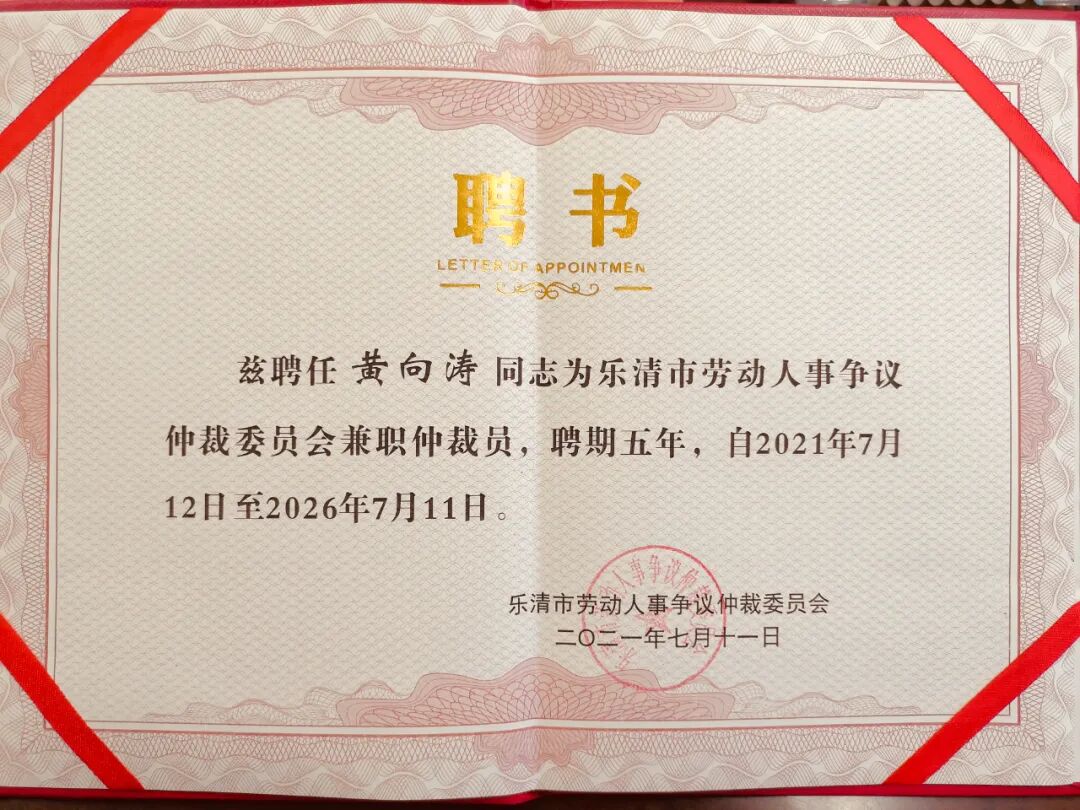 聘书
LETTER OF APPOINTMEN
兹聘任 黄向涛 同志为乐清市劳动人事争议
仲裁委员会兼职仲裁员，聘期五年，自2021年7月
12日至2026年7月11日。
乐清市劳动人事争议仲裁委员会
二〇二一年七月十一日